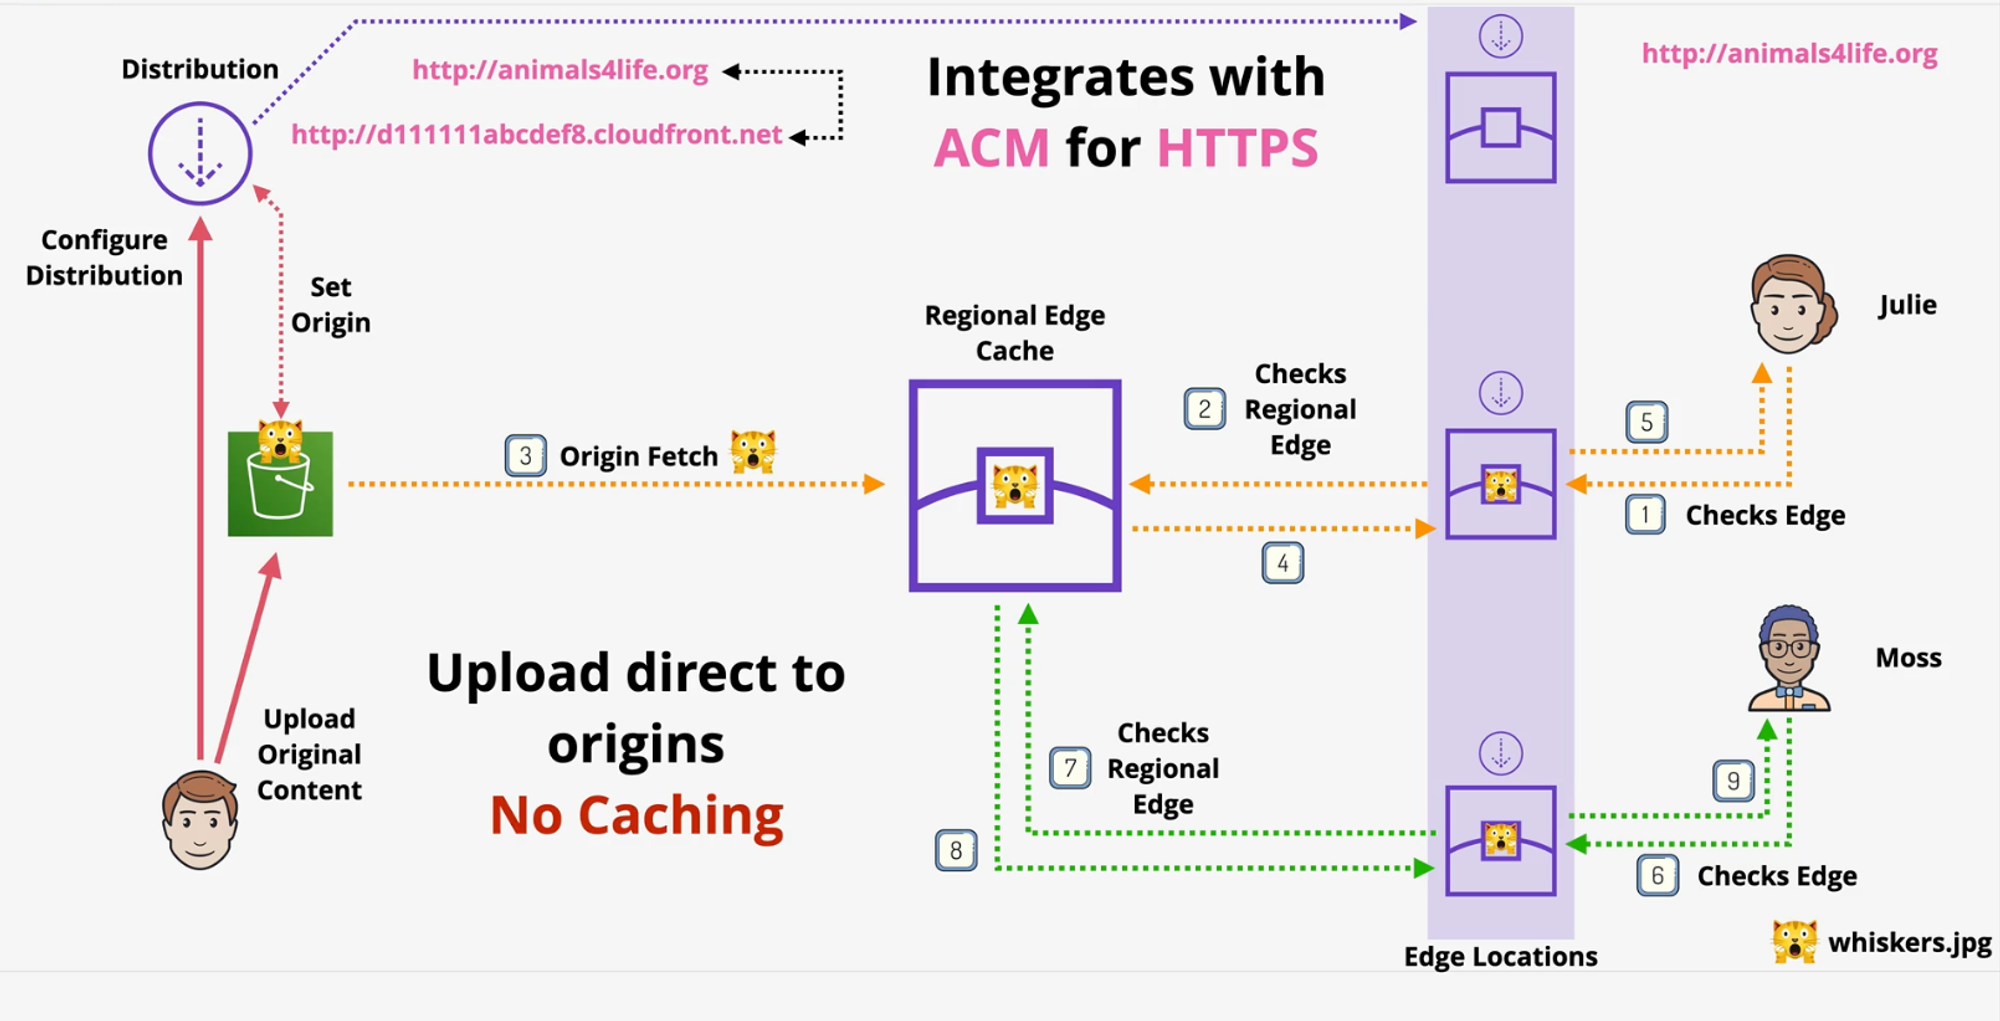 Distribution
http://animals4life.org
http://d111111abcdef8.cloudfront.net
Integrates with
ACM for HTTPS
http://animals4life.org
Configure
Distribution
Set
Origin
Regional Edge
Cache
3
Origin Fetch
2
Checks
Regional
Edge
4
5
Julie
1
Checks Edge
Upload
Original
Content
Upload direct to
origins
No Caching
7
Checks
Regional
Edge
8
Moss
9
6
Checks Edge
Edge Locations
whiskers.jpg